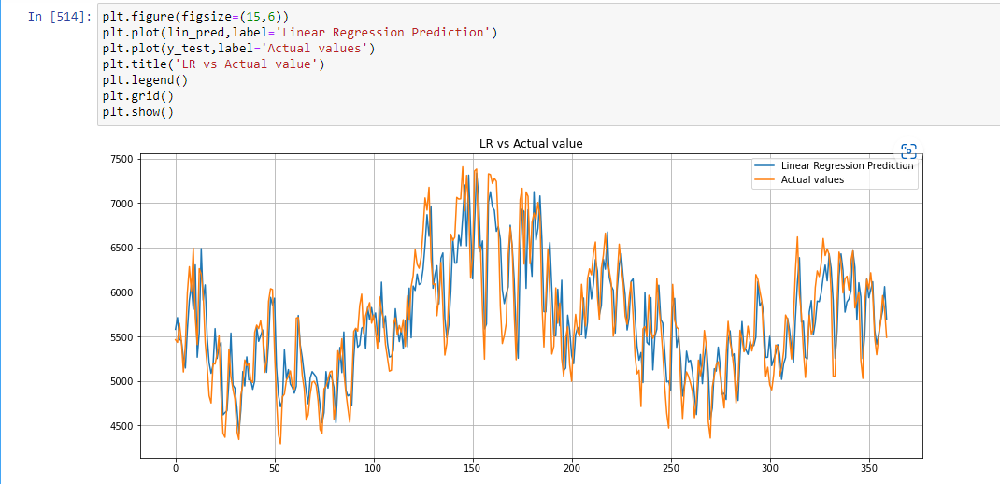 In [514]:
plt.figure(figsize=(15,6))
plt.plot(lin_pred,label='Linear Regression Prediction')
plt.plot(y_test,label='Actual values')
plt.title('LR vs Actual value')
plt.legend()
plt.grid()
plt.show()
LR vs Actual value
Linear Regression Prediction
Actual values
7500
7000
6500
6000
5500
5000
4500
0 50 100 150 200 250 300 350